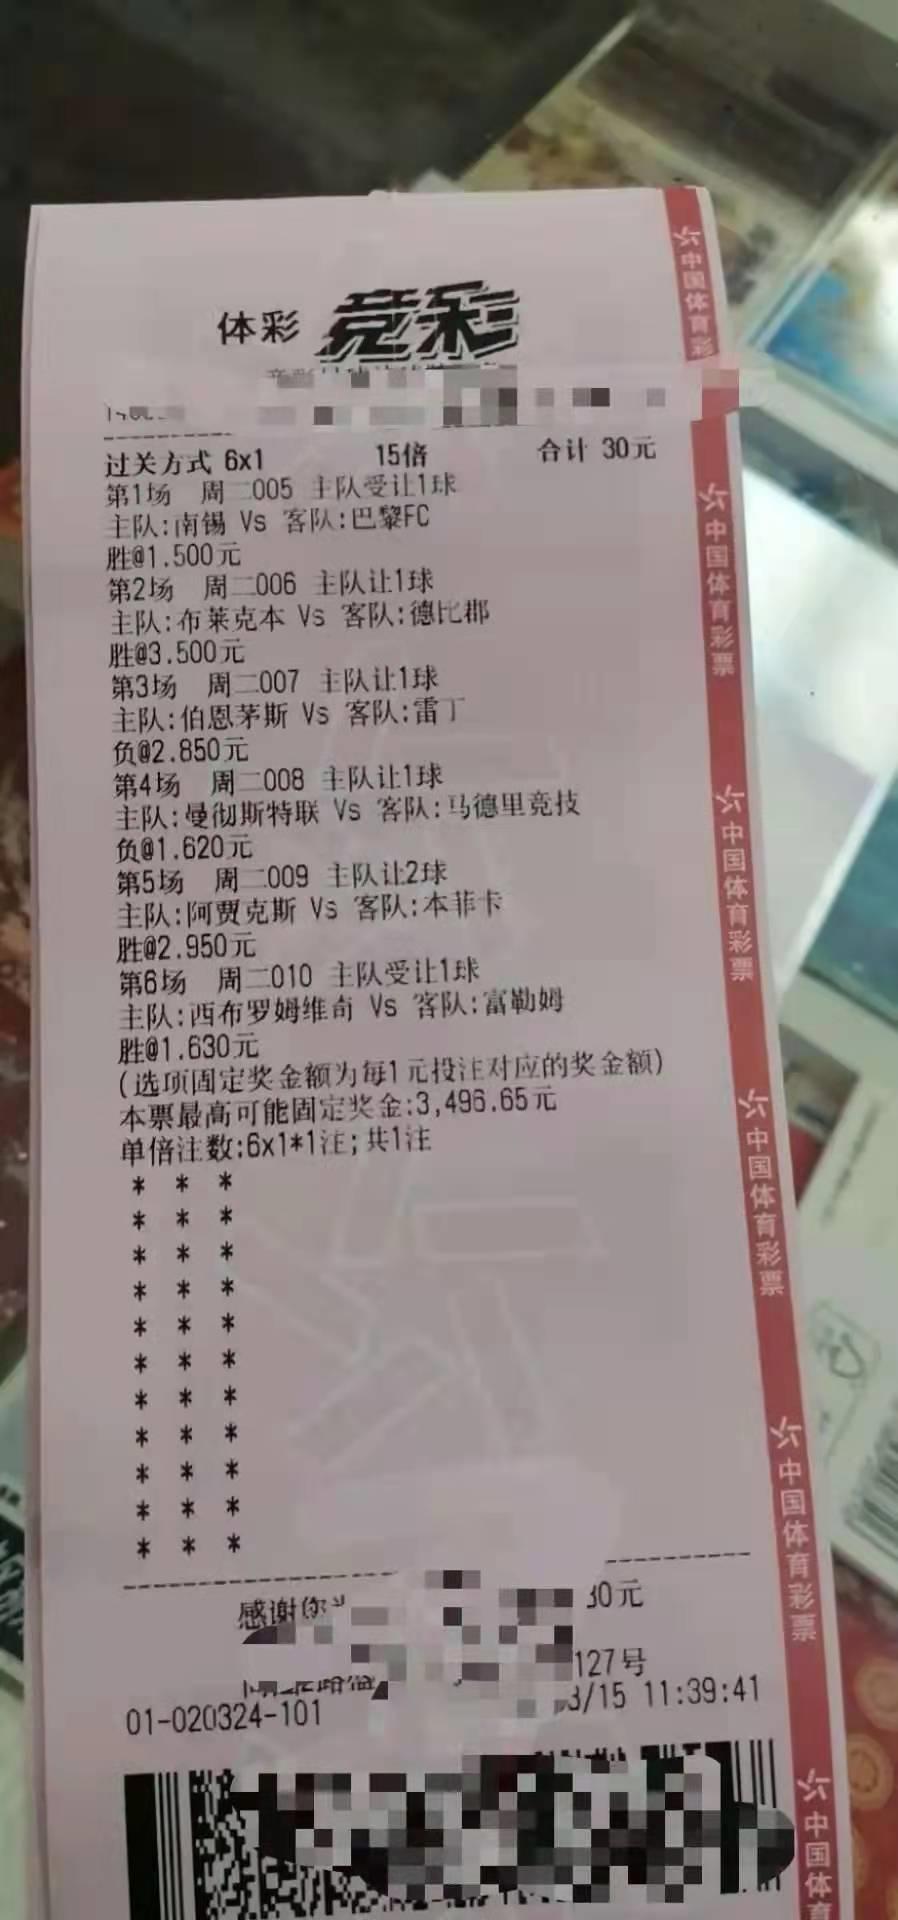 体彩 竞彩
过关方式 6x1 15倍 合计 30元
第1场 周二005 主队受让1球
主队:南锡 Vs 客队:巴黎FC
胜@1.500元
第2场 周二006 主队让1球
主队:布莱克本 Vs 客队:德比郡
胜@3.500元
第3场 周二007 主队让1球
主队:伯恩茅斯 Vs 客队:雷丁
负@2.850元
第4场 周二008 主队让1球
主队:曼彻斯特联 Vs 客队:马德里竞技
负@1.620元
第5场 周二009 主队让2球
主队:阿贾克斯 Vs 客队:本菲卡
胜@2.950元
第6场 周二010 主队受让1球
主队:西布罗姆维奇 Vs 客队:富勒姆
胜@1.630元
(选项固定奖金额为每1元投注对应的奖金额)
本票最高可能固定奖金:3,496.65元
单倍注数:6x1*1注;共1注
* * *
* * *
* * *
* * *
* * *
* * *
* * *
* * *
* * *
* * *
* * *
感谢您 30元
127号
01-020324-101 3/15 11:39:41
中国体育彩
中国体育彩票
中国体育彩票
中国体育彩票
中国体育彩票
中国体育